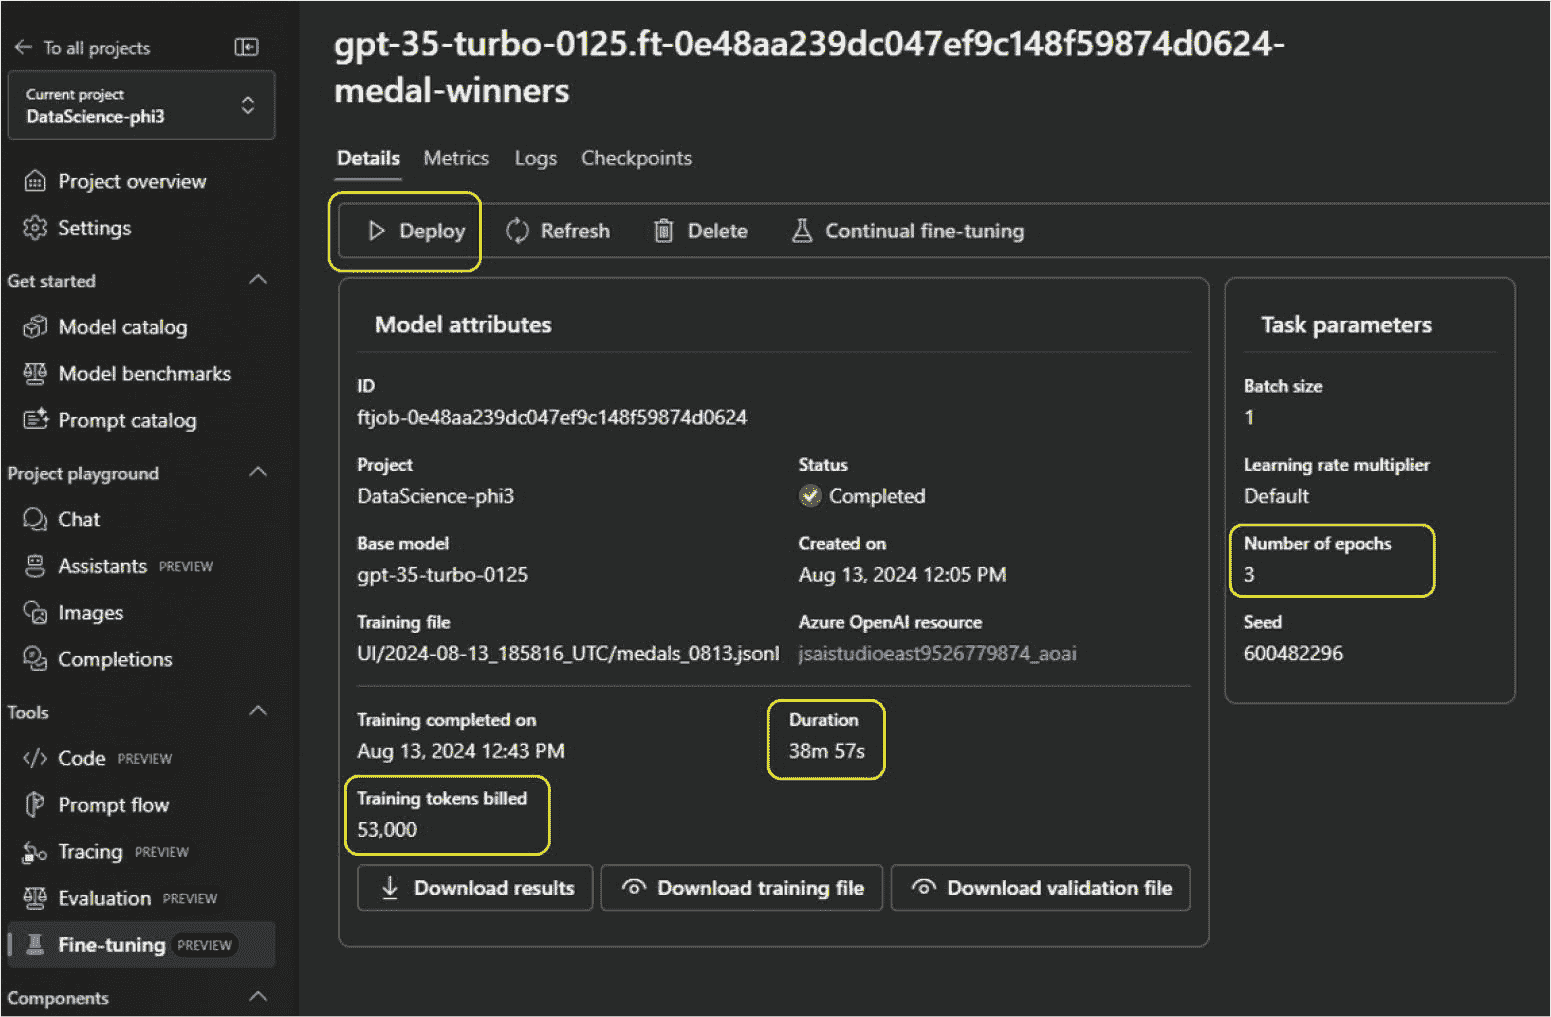 To all projects
Current project
DataScience-phi3
Project overview
Settings
Get started
Model catalog
Model benchmarks
Prompt catalog
Project playground
Chat
Assistants PREVIEW
Images
Completions
Tools
Code PREVIEW
Prompt flow
Tracing PREVIEW
Evaluation PREVIEW
Fine-tuning PREVIEW
Components
gpt-35-turbo-0125.ft-0e48aa239dc047ef9c148f59874d0624-
medal-winners
Details Metrics Logs Checkpoints
Deploy Refresh Delete Continual fine-tuning
Model attributes
ID
ftjob-0e48aa239dc047ef9c148f59874d0624
Project Status
DataScience-phi3 Completed
Base model Created on
gpt-35-turbo-0125 Aug 13, 2024 12:05 PM
Training file Azure OpenAI resource
UI/2024-08-13_185816_UTC/medals_0813.jsonl jsaistudioeast9526779874_aoai
Training completed on Duration
Aug 13, 2024 12:43 PM 38m 57s
Training tokens billed
53,000
Download results Download training file Download validation file
Task parameters
Batch size
1
Learning rate multiplier
Default
Number of epochs
3
Seed
600482296